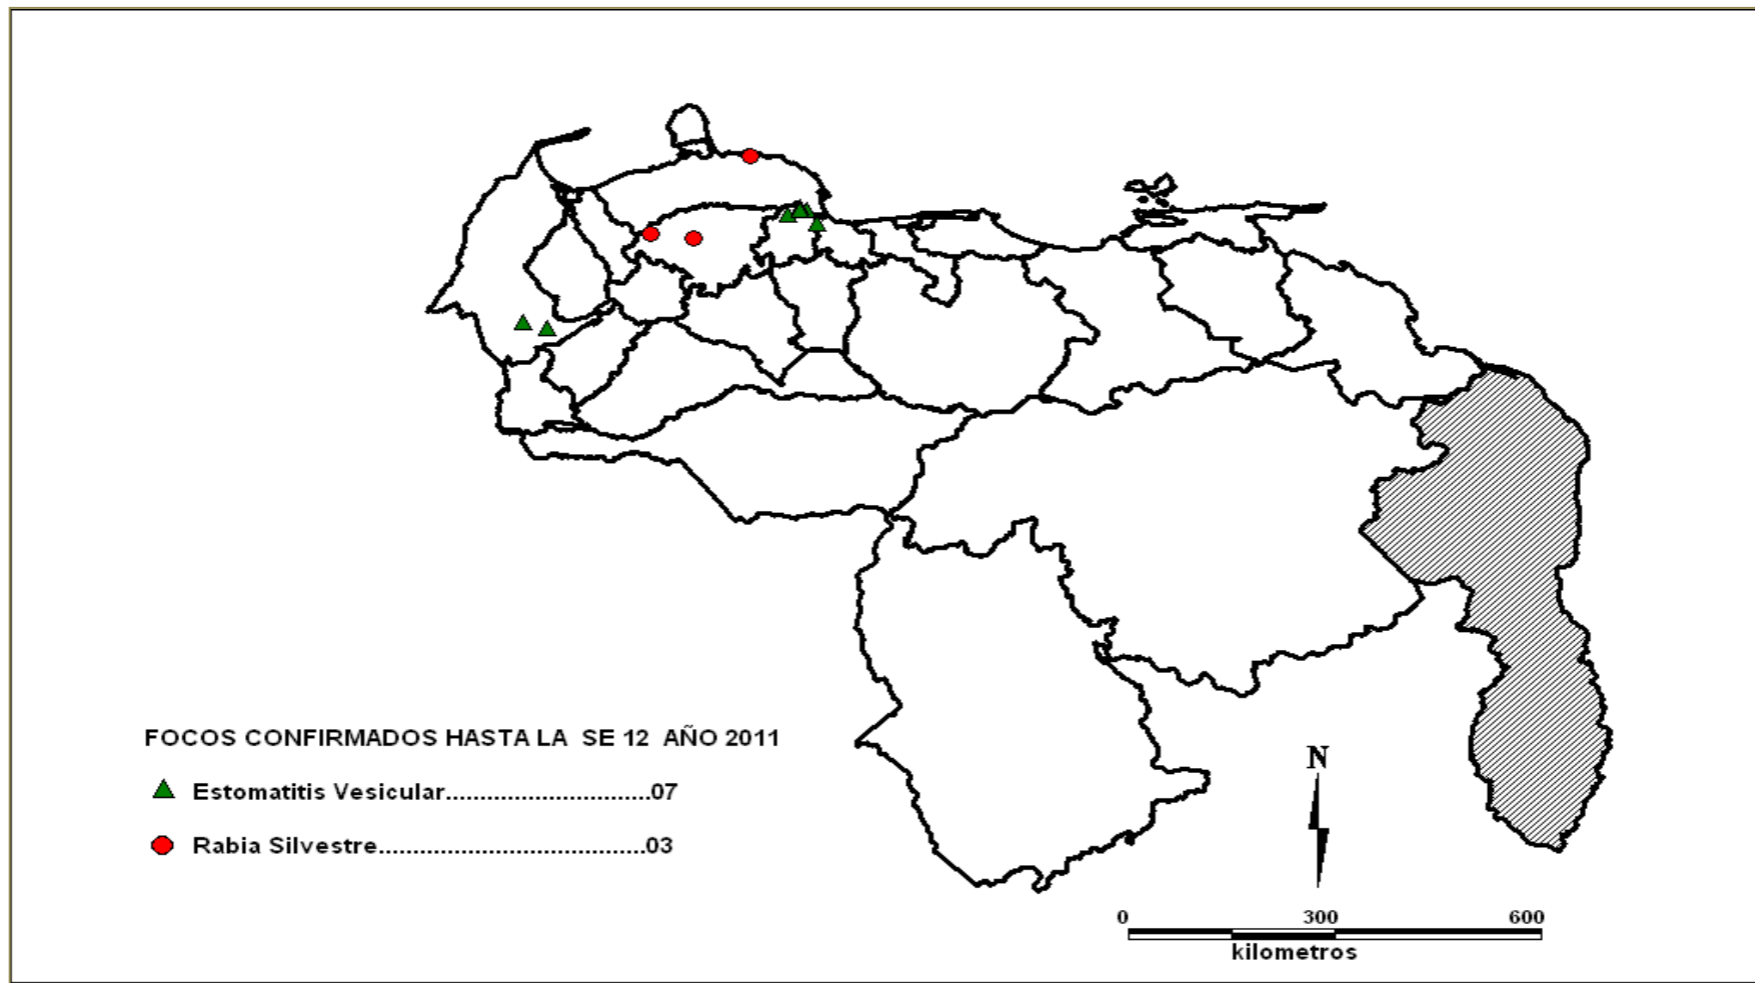 FOCOS CONFIRMADOS HASTA LA SE 12 AÑO 2011
Estomatitis Vesicular..............................07
Rabia Silvestre.......................................03
N
0 300 600
kilometros